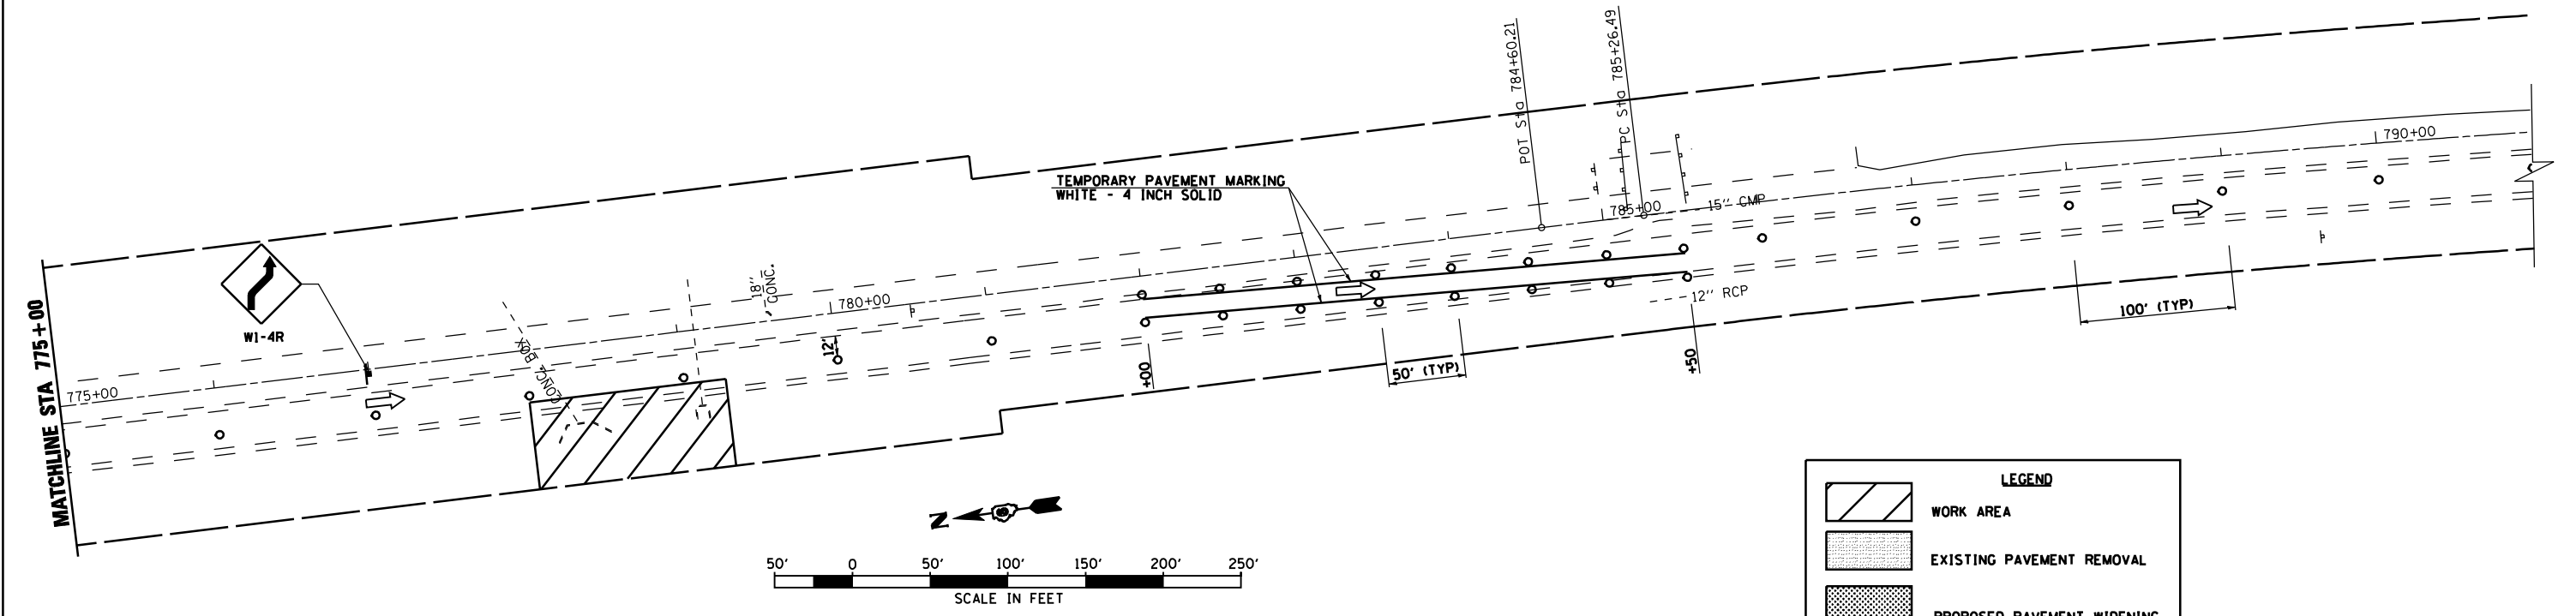 POT Sta 784+60.21
PC Sta 785+26.49
790+00
TEMPORARY PAVEMENT MARKING
WHITE - 4 INCH SOLID
785+00
15'' CMP
18''
CONC.
780+00
W1-4R
MATCHLINE STA 775+00
775+00
CONC. BOX
12'
+00
50' (TYP)
+50
12'' RCP
100' (TYP)
N
50' 0 50' 100' 150' 200' 250'
SCALE IN FEET
LEGEND
WORK AREA
EXISTING PAVEMENT REMOVAL
PROPOSED PAVEMENT WIDENING